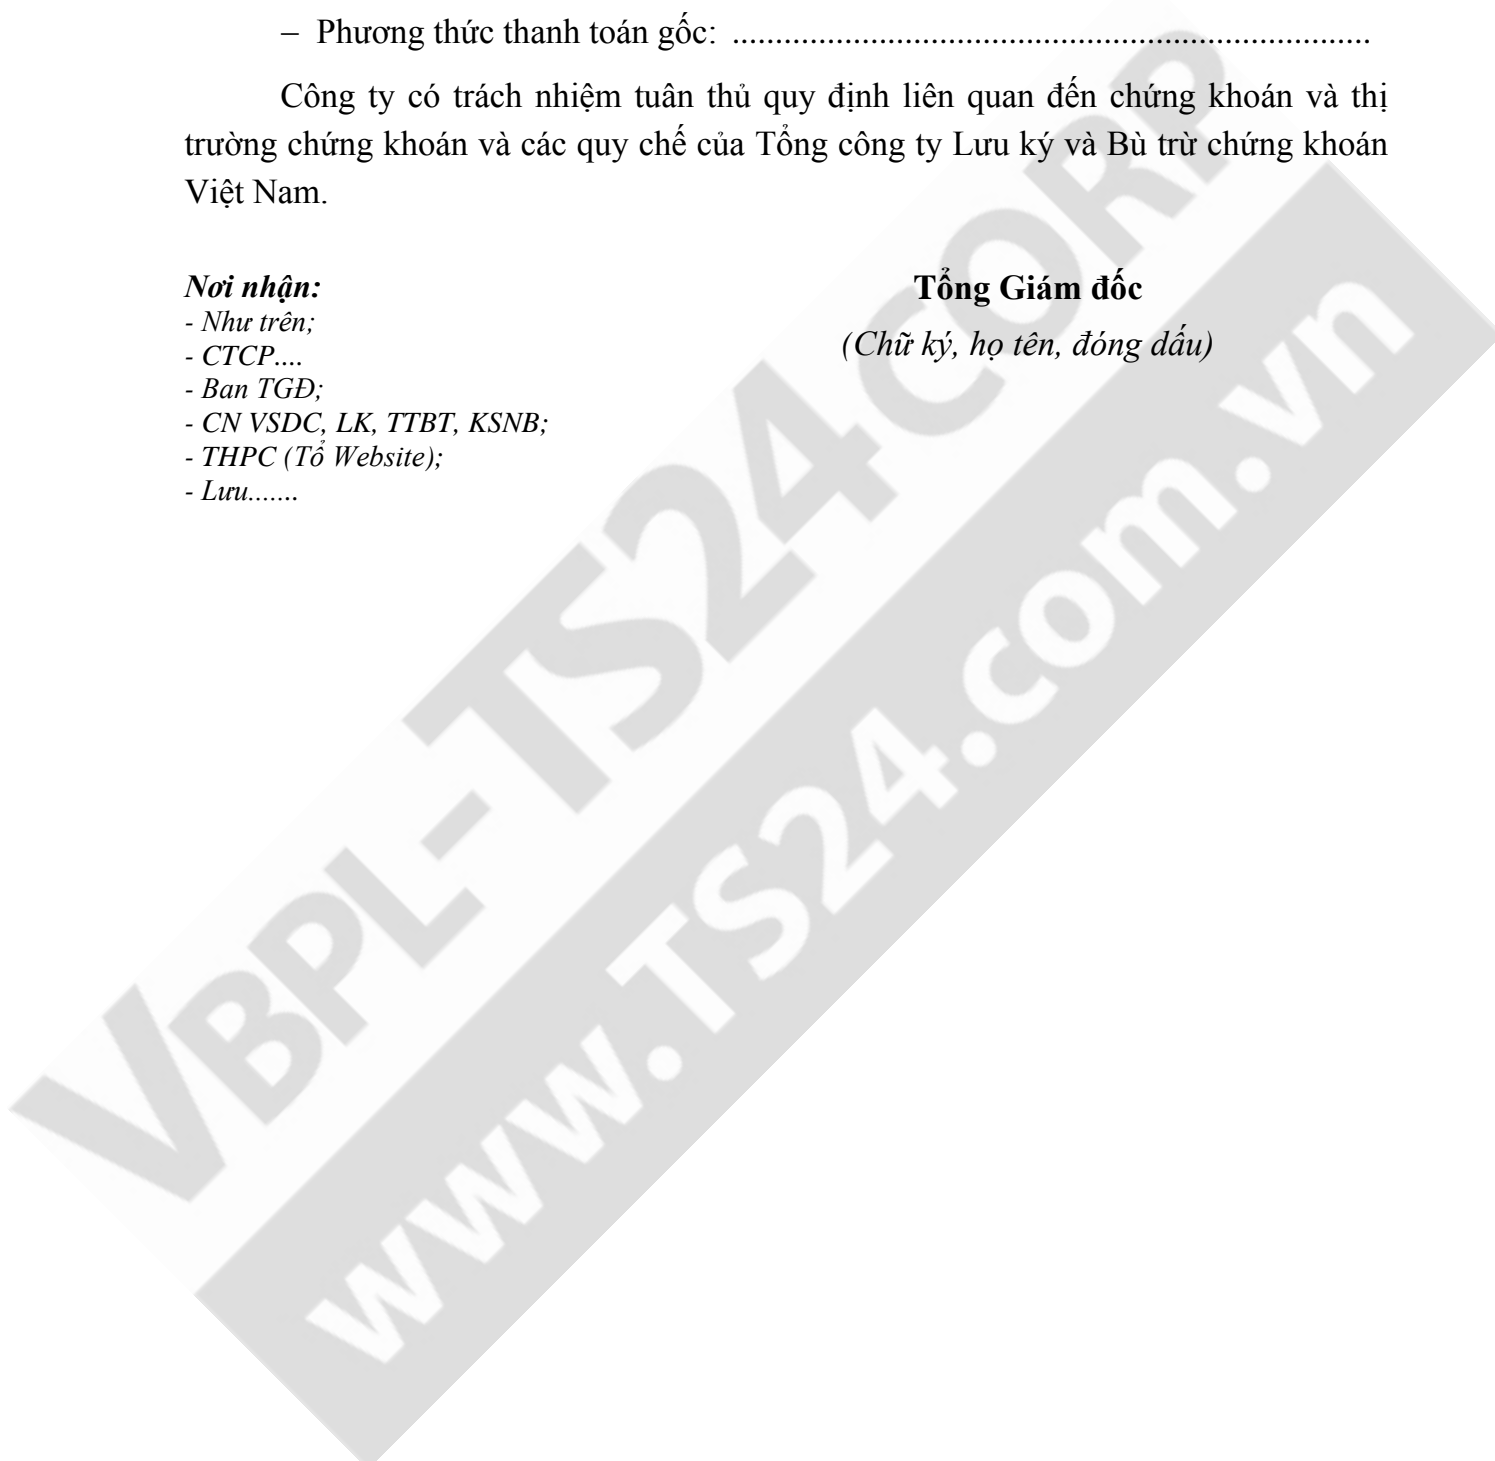 – Phương thức thanh toán gốc: ..........................................................................
Công ty có trách nhiệm tuân thủ quy định liên quan đến chứng khoán và thị
trường chứng khoán và các quy chế của Tổng công ty Lưu ký và Bù trừ chứng khoán
Việt Nam.
Nơi nhận:
- Như trên;
- CTCP....
- Ban TGĐ;
- CN VSDC, LK, TTBT, KSNB;
- THPC (Tổ Website);
- Lưu.......
Tổng Giám đốc
(Chữ ký, họ tên, đóng dấu)
VBPL-TS24CORP
www.TS24.com.vn